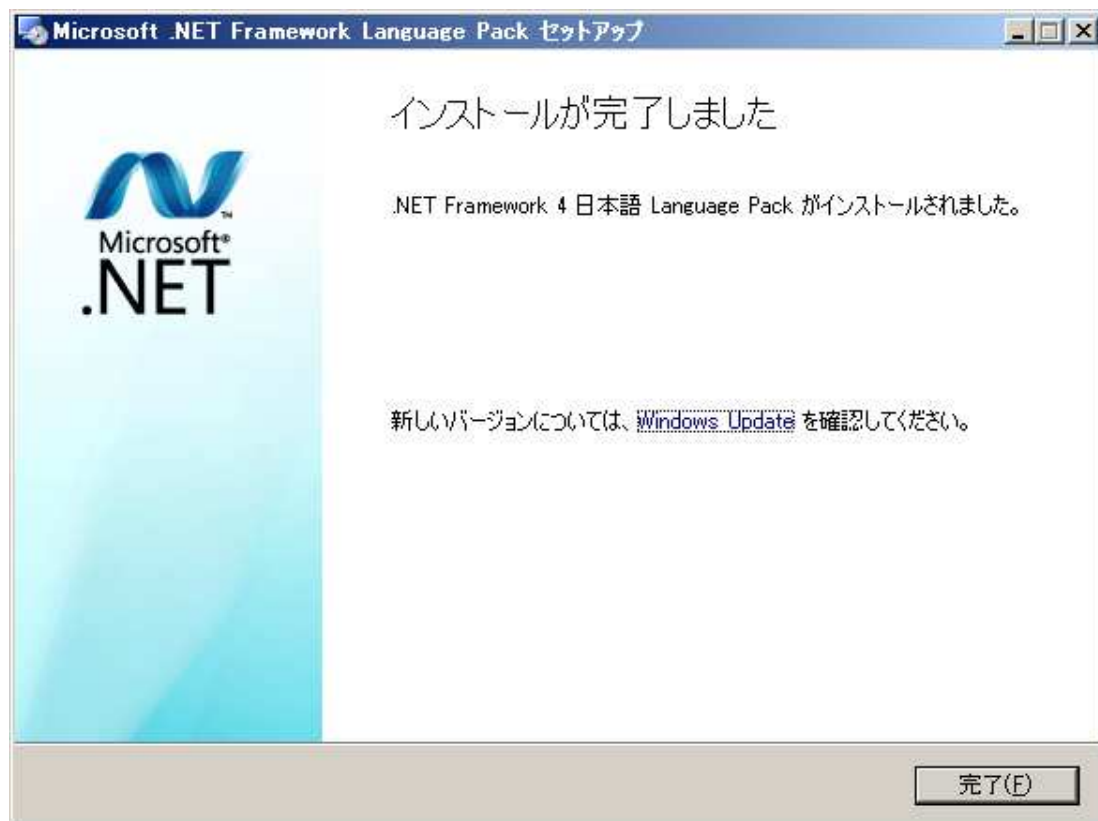 Microsoft .NET Framework Language Pack セットアップ
インストールが完了しました
.NET Framework 4 日本語 Language Pack がインストールされました。
Microsoft®
.NET
TM
新しいバージョンについては、Windows Update を確認してください。
完了(F)